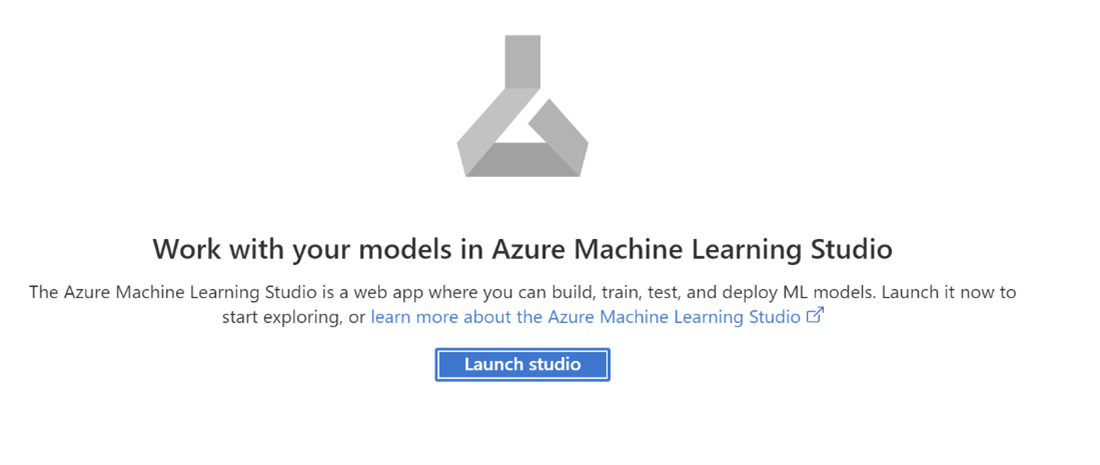 Work with your models in Azure Machine Learning Studio
The Azure Machine Learning Studio is a web app where you can build, train, test, and deploy ML models. Launch it now to
start exploring, or learn more about the Azure Machine Learning Studio
Launch studio